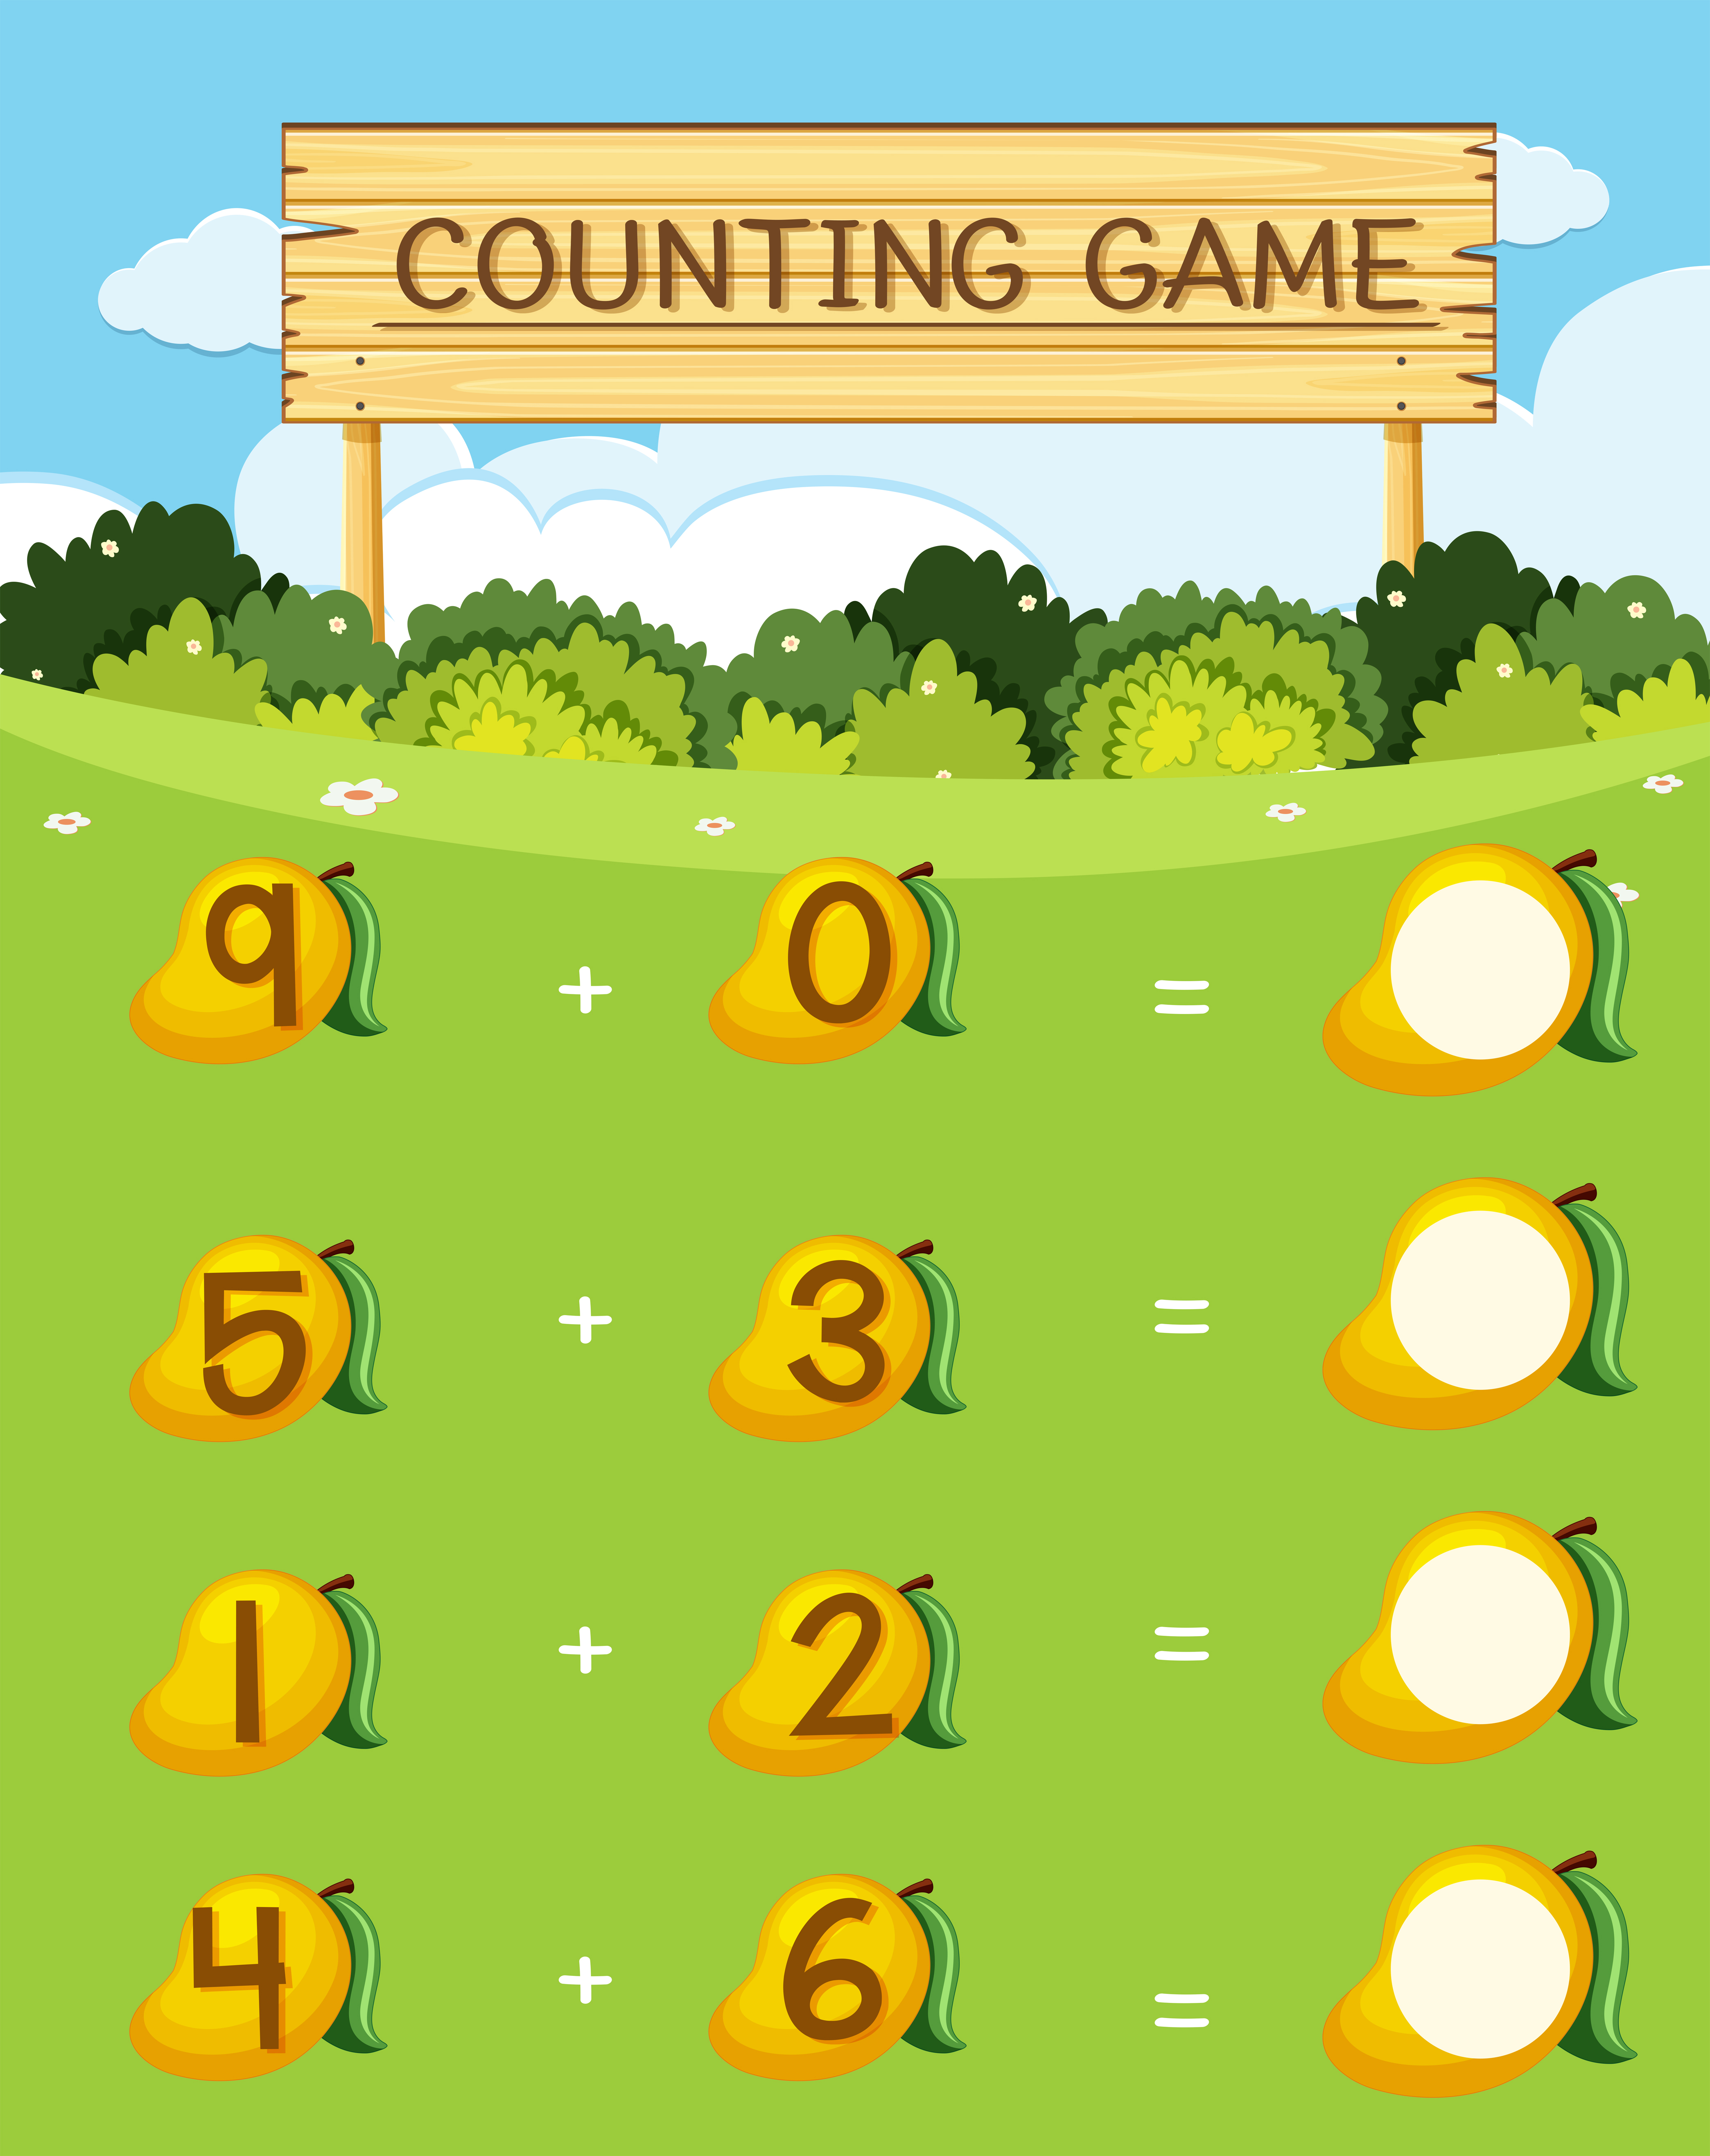 COUNTING GAME
9 + 0 =
5 + 3 =
1 + 2 =
4 + 6 =